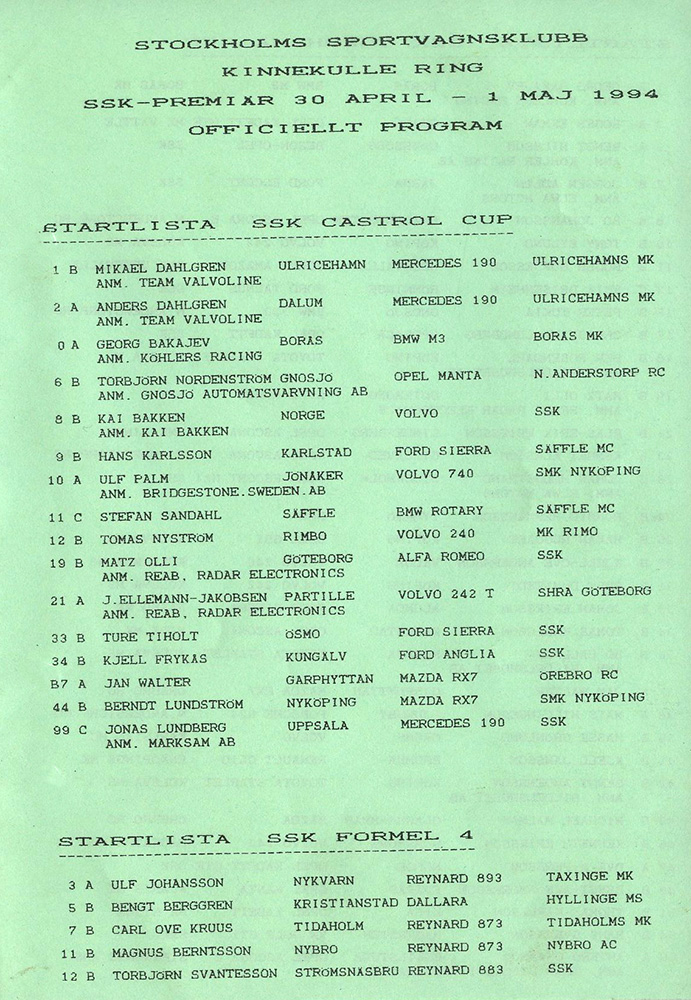 STOCKHOLMS SPORTVAGNSKLUBB
KINNEKULLE RING
SSK-PREMIÄR 30 APRIL - 1 MAJ 1994
OFFICIELLT PROGRAM
STARTLISTA SSK CASTROL CUP
1 B MIKAEL DAHLGREN ULRICEHAMN MERCEDES 190 ULRICEHAMNS MK
ANM. TEAM VALVOLINE
2 A ANDERS DAHLGREN DALUM MERCEDES 190 ULRICEHAMNS MK
ANM. TEAM VALVOLINE
0 A GEORG BAKAJEV BORÅS BMW M3 BORÅS MK
ANM. KÖHLERS RACING
6 B TORBJÖRN NORDENSTRÖM GNOSJÖ OPEL MANTA N.ANDERSTORP RC
ANM. GNOSJÖ AUTOMATSVARVNING AB
8 B KAI BAKKEN NORGE VOLVO SSK
ANM. KAI BAKKEN
9 B HANS KARLSSON KARLSTAD FORD SIERRA SÄFFLE MC
10 A ULF PALM JÖNÅKER VOLVO 740 SMK NYKÖPING
ANM. BRIDGESTONE.SWEDEN.AB
11 C STEFAN SANDAHL SÄFFLE BMW ROTARY SÄFFLE MC
12 B TOMAS NYSTRÖM RIMBO VOLVO 240 MK RIMO
19 B MATZ OLLI GÖTEBORG ALFA ROMEO SSK
ANM. REAB, RADAR ELECTRONICS
21 A J.ELLEMANN-JAKOBSEN PARTILLE VOLVO 242 T SHRA GÖTEBORG
ANM. REAB, RADAR ELECTRONICS
33 B TURE TIHOLT ÖSMO FORD SIERRA SSK
34 B KJELL FRYKÅS KUNGÄLV FORD ANGLIA SSK
B7 A JAN WALTER GARPHYTTAN MAZDA RX7 ÖREBRO RC
44 B BERNDT LUNDSTRÖM NYKÖPING MAZDA RX7 SMK NYKÖPING
99 C JONAS LUNDBERG UPPSALA MERCEDES 190 SSK
ANM. MARKSAM AB
STARTLISTA SSK FORMEL 4
3 A ULF JOHANSSON NYKVARN REYNARD 893 TAXINGE MK
5 B BENGT BERGGREN KRISTIANSTAD DALLARA HYLLINGE MS
7 B CARL OVE KRUUS TIDAHOLM REYNARD 873 TIDAHOLMS MK
11 B MAGNUS BERNTSSON NYBRO REYNARD 873 NYBRO AC
12 B TORBJÖRN SVANTESSON STRÖMSNÄSBRU REYNARD 883 SSK